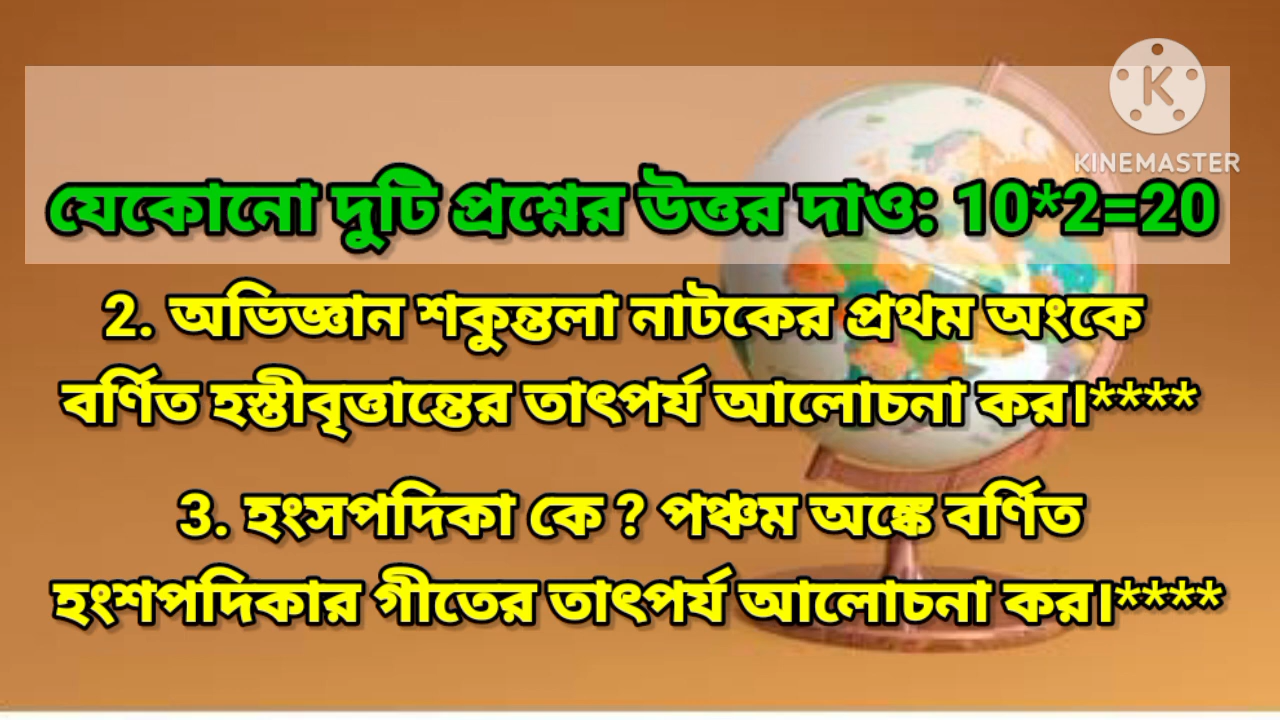 KINEMASTER
যেকোনো দুটি প্রশ্নের উত্তর দাও: 10*2=20
2. অভিজ্ঞান শকুন্তলা নাটকের প্রথম অংকে
বর্ণিত হস্তীবৃত্তান্তের তাৎপর্য আলোচনা কর।****
3. হংসপদিকা কে ? পঞ্চম অঙ্কে বর্ণিত
হংশপদিকার গীতের তাৎপর্য আলোচনা কর।****